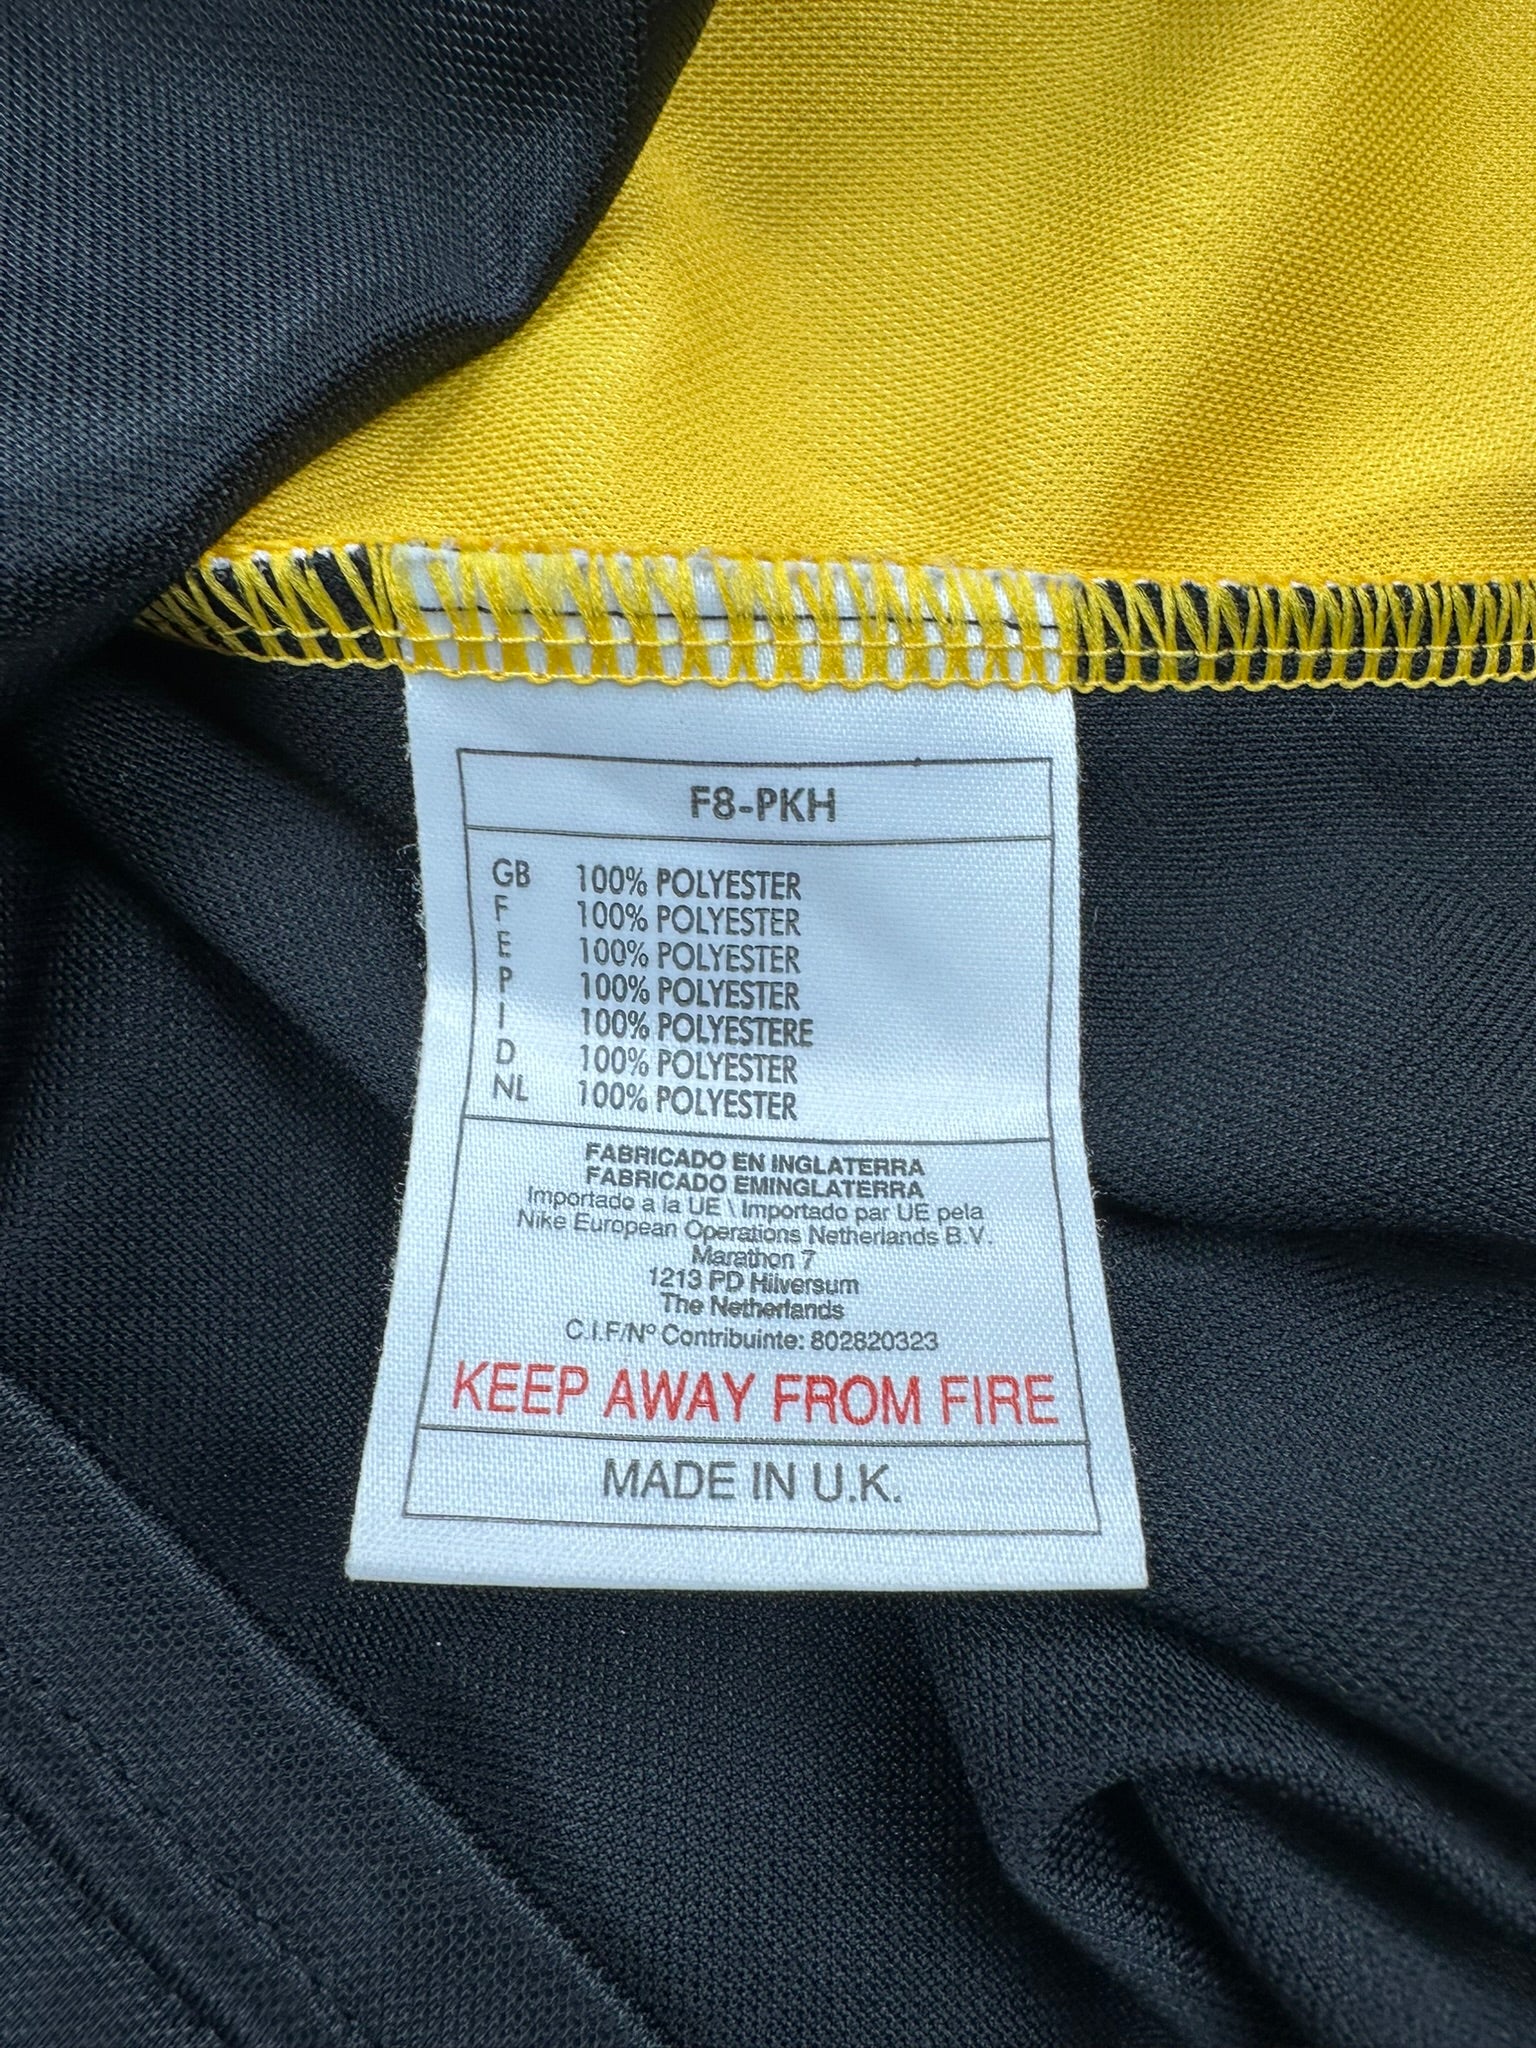 F8-PKH
GB 100% POLYESTER
F 100% POLYESTER
E 100% POLYESTER
P 100% POLYESTER
I 100% POLYESTERE
D 100% POLYESTER
NL 100% POLYESTER
FABRICADO EN INGLATERRA
FABRICADO EMINGLATERRA
Importado a la UE \ Importado par UE pela
Nike European Operations Netherlands B.V.
Marathon 7
1213 PD Hilversum
The Netherlands
C.I.F/Nº Contribuinte: 802820323
KEEP AWAY FROM FIRE
MADE IN U.K.